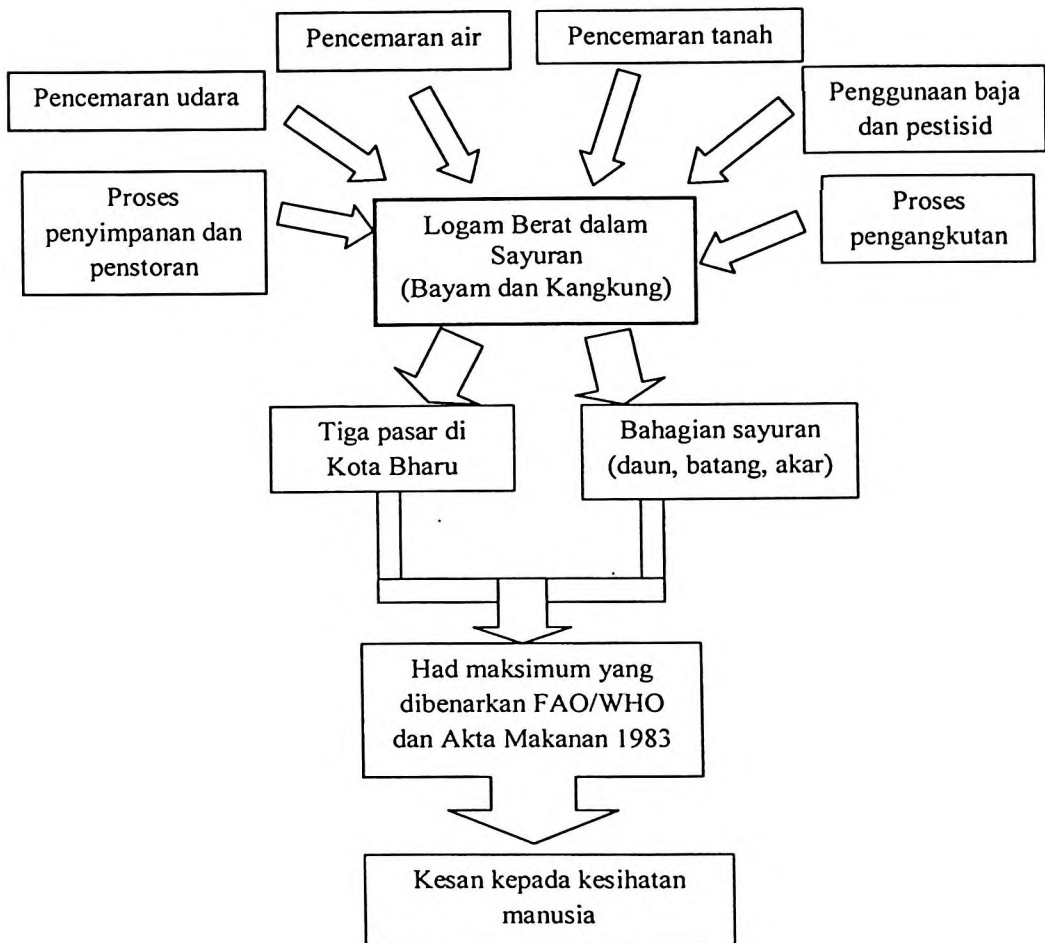 Pencemaran air
Pencemaran tanah
Pencemaran udara
Penggunaan baja
dan pestisid
Proses
penyimpanan dan
penstoran
Logam Berat dalam
Sayuran
(Bayam dan Kangkung)
Proses
pengangkutan
Tiga pasar di
Kota Bharu
Bahagian sayuran
(daun, batang, akar)
Had maksimum yang
dibenarkan FAO/WHO
dan Akta Makanan 1983
Kesan kepada kesihatan
manusia